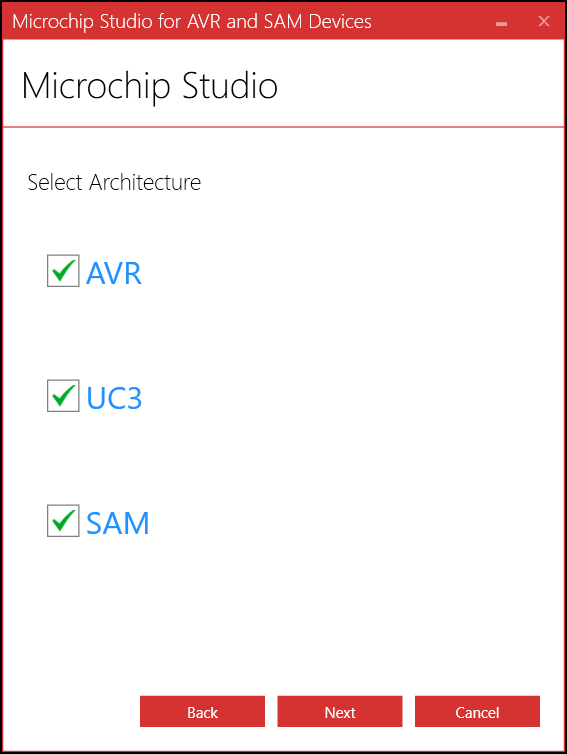 Microchip Studio for AVR and SAM Devices
Microchip Studio
Select Architecture
AVR
UC3
SAM
Back Next Cancel